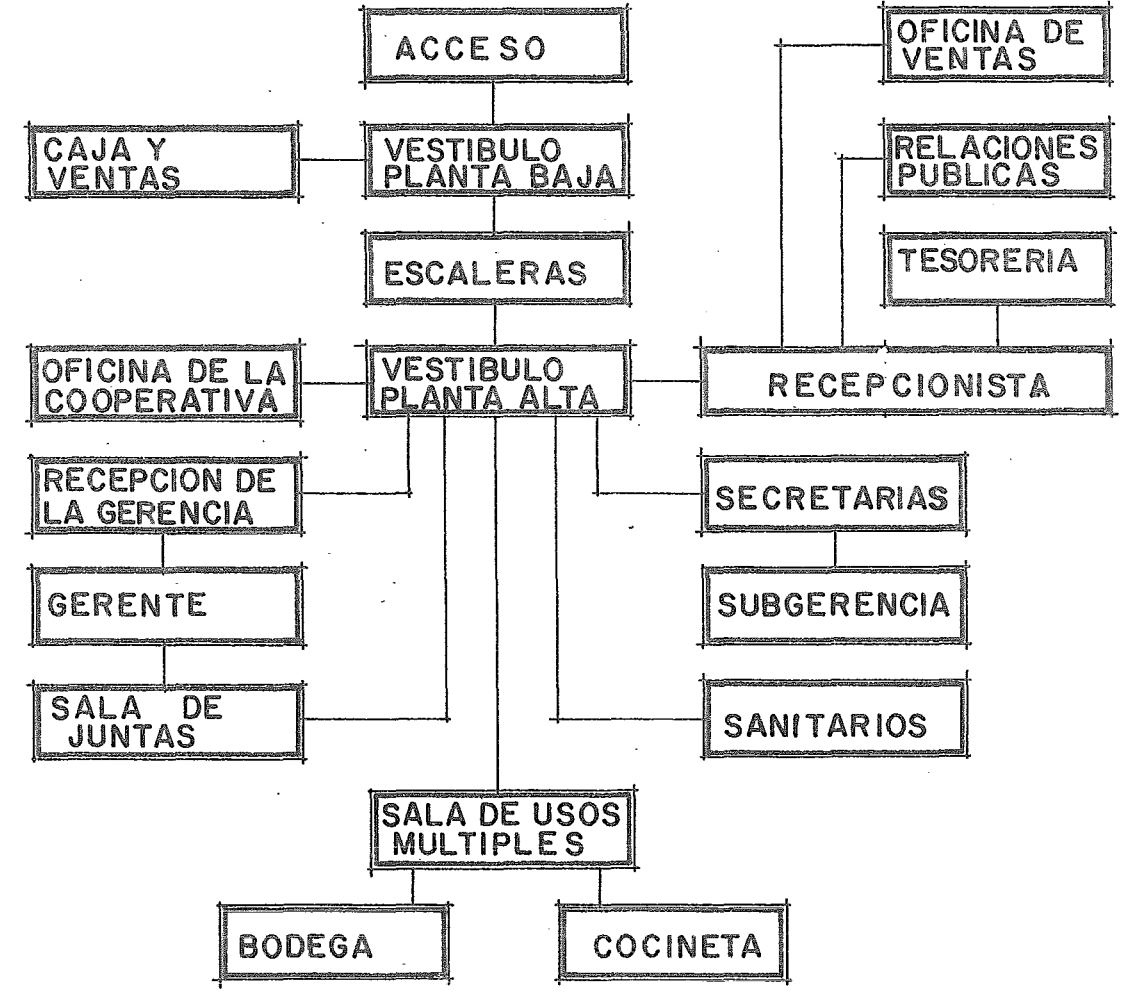 ACCESO
OFICINA DE
VENTAS
CAJA Y
VENTAS
VESTIBULO
PLANTA BAJA
RELACIONES
PUBLICAS
ESCALERAS
TESORERIA
OFICINA DE LA
COOPERATIVA
VESTIBULO
PLANTA ALTA
RECEPCIONISTA
RECEPCION DE
LA GERENCIA
SECRETARIAS
GERENTE
SUBGERENCIA
SALA DE
JUNTAS
SANITARIOS
SALA DE USOS
MULTIPLES
BODEGA
COCINETA